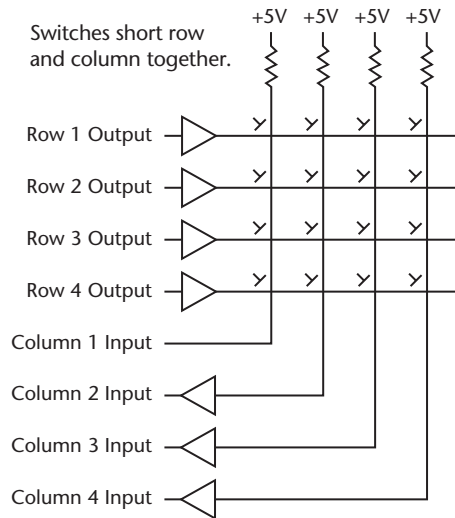 +5V +5V +5V +5V
Switches short row
and column together.
Row 1 Output
Row 2 Output
Row 3 Output
Row 4 Output
Column 1 Input
Column 2 Input
Column 3 Input
Column 4 Input